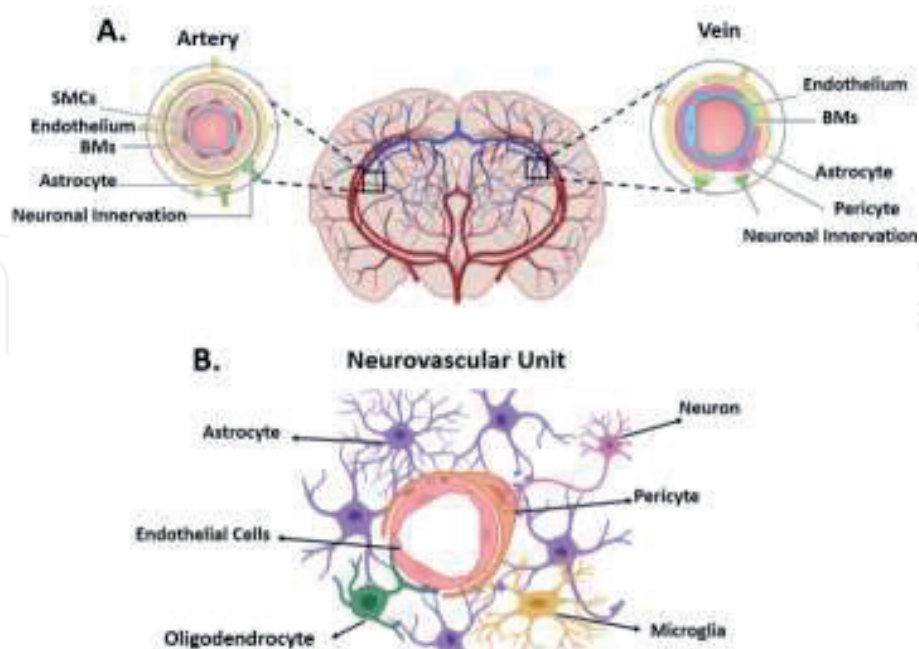 A.
Artery
SMCs
Endothelium
BMs
Astrocyte
Neuronal Innervation
Vein
Endothelium
BMs
Astrocyte
Pericyte
Neuronal Innervation
B.
Neurovascular Unit
Astrocyte
Neuron
Pericyte
Endothelial Cells
Oligodendrocyte
Microglia